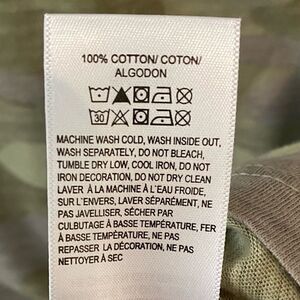 100% COTTON/ COTON/
ALGODON
30
MACHINE WASH COLD, WASH INSIDE OUT,
WASH SEPARATELY, DO NOT BLEACH,
TUMBLE DRY LOW, COOL IRON, DO NOT
IRON DECORATION, DO NOT DRY CLEAN
LAVER À LA MACHINE À L'EAU FROIDE,
SUR L'ENVERS, LAVER SÉPARÉMENT, NE
PAS JAVELLISER, SÉCHER PAR
CULBUTAGE À BASSE TEMPÉRATURE, FER
À BASSE TEMPÉRATURE, NE PAS
REPASSER LA DÉCORATION, NE PAS
NETTOYER À SEC